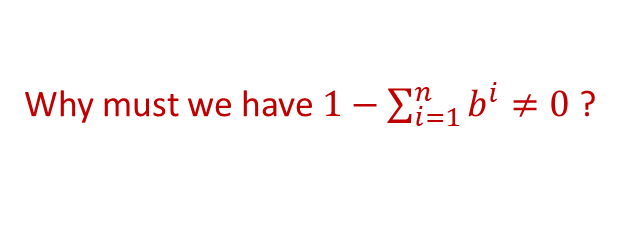 Why must we have 1 − ∑ⁿᵢ₌₁ bⁱ ≠ 0 ?